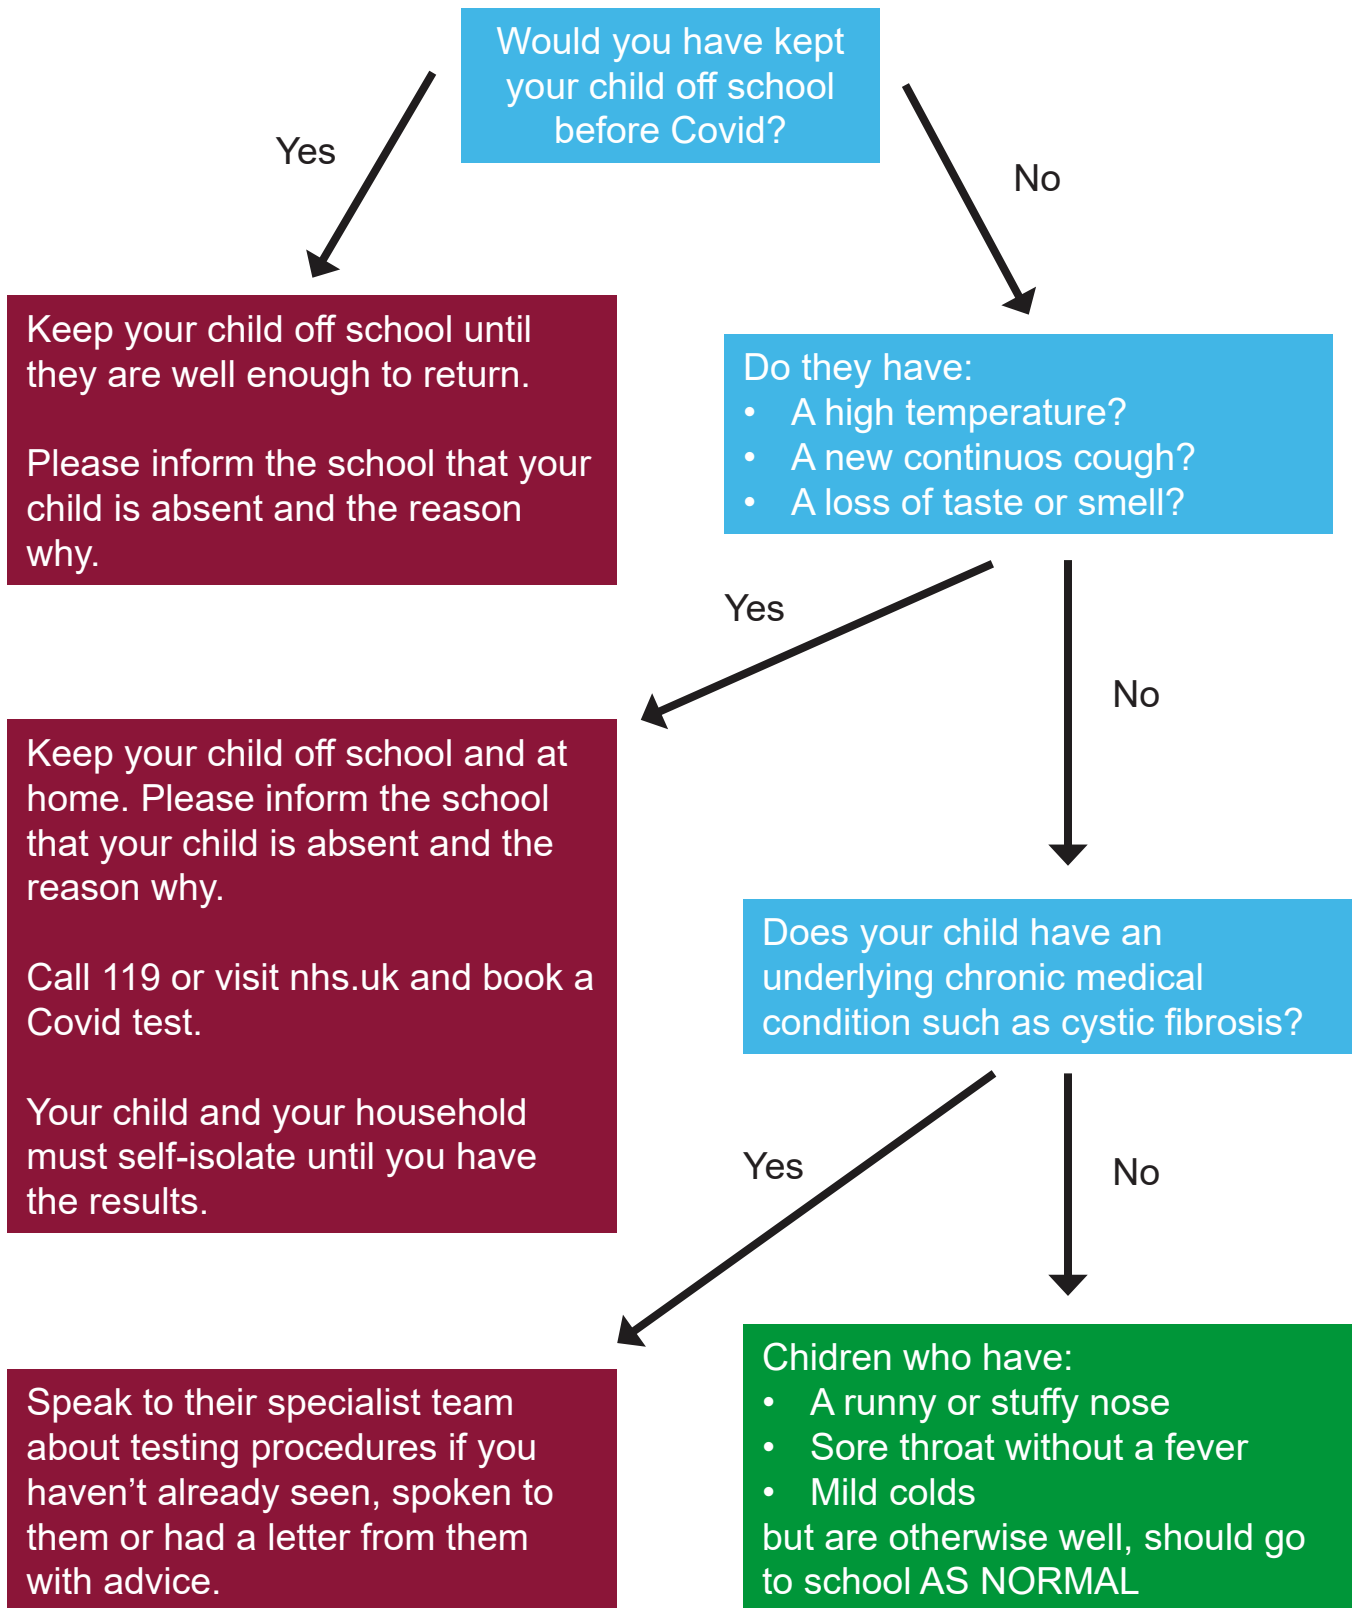 Would you have kept
your child off school
before Covid?
Yes
No
Keep your child off school until
they are well enough to return.
Please inform the school that your
child is absent and the reason
why.
Do they have:
• A high temperature?
• A new continuos cough?
• A loss of taste or smell?
Yes
No
Keep your child off school and at
home. Please inform the school
that your child is absent and the
reason why.
Call 119 or visit nhs.uk and book a
Covid test.
Your child and your household
must self-isolate until you have
the results.
Does your child have an
underlying chronic medical
condition such as cystic fibrosis?
Yes
No
Speak to their specialist team
about testing procedures if you
haven’t already seen, spoken to
them or had a letter from them
with advice.
Chidren who have:
• A runny or stuffy nose
• Sore throat without a fever
• Mild colds
but are otherwise well, should go
to school AS NORMAL